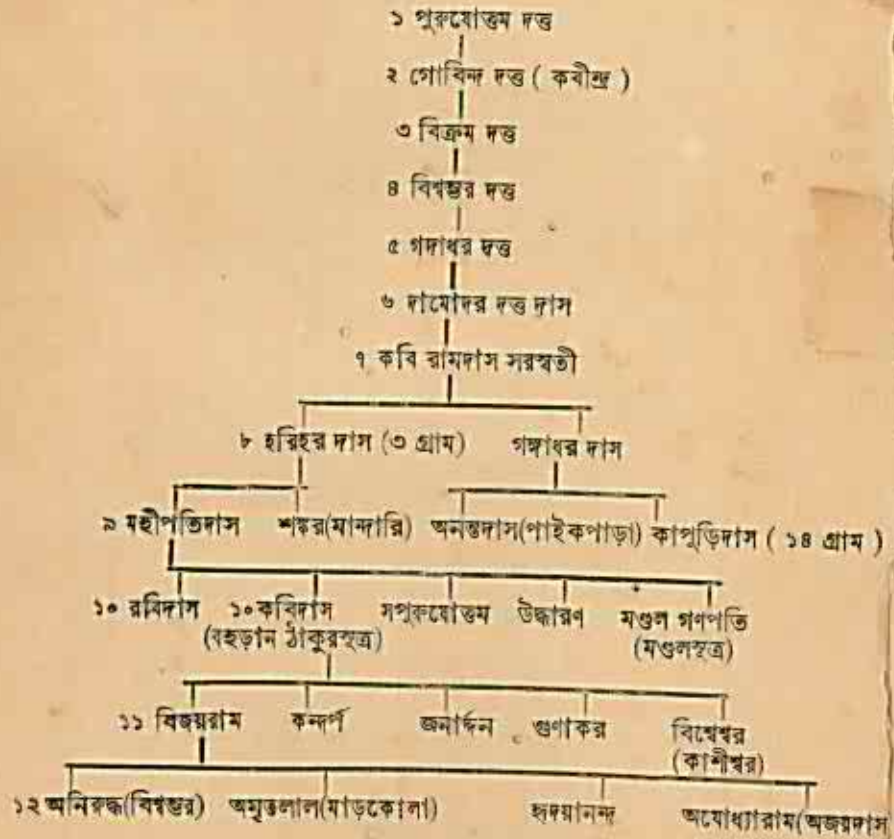 ১ পুরুষোত্তম দত্ত
২ গোবিন্দ দত্ত ( কবীন্দ্র )
৩ বিক্রম দত্ত
৪ বিশ্বম্ভর দত্ত
৫ গদাধর দত্ত
৬ দামোদর দত্ত দাস
৭ কবি রামদাস সরস্বতী
৮ হরিহর দাস (৩ গ্রাম) গঙ্গাধর দাস
৯ মহীপতিদাস শঙ্কর(মান্দারি) অনন্তদাস(পাইকপাড়া) কাপুড়িদাস ( ১৪ গ্রাম )
১০ রবিদাস ১০কবিদাস সপুরুষোত্তম উদ্ধারণ মণ্ডল গণপতি
(বহড়ান ঠাকুরসূত্র) (মণ্ডলসূত্র)
১১ বিজয়রাম কন্দর্প জনার্দ্দন গুণাকর বিশ্বেশ্বর
(কাশীশ্বর)
১২অনিরুদ্ধ(বিশ্বম্ভর) অমৃতলাল(মাড়কোলা) হৃদয়ানন্দ অযোধ্যারাম(অজয়দাস